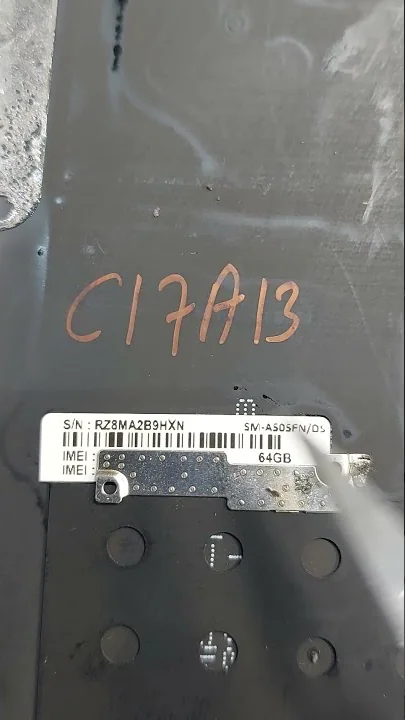 C17A13
S/N : RZ8MA2B9HXN SM-A505FN/DS
IMEI :
IMEI : 64GB